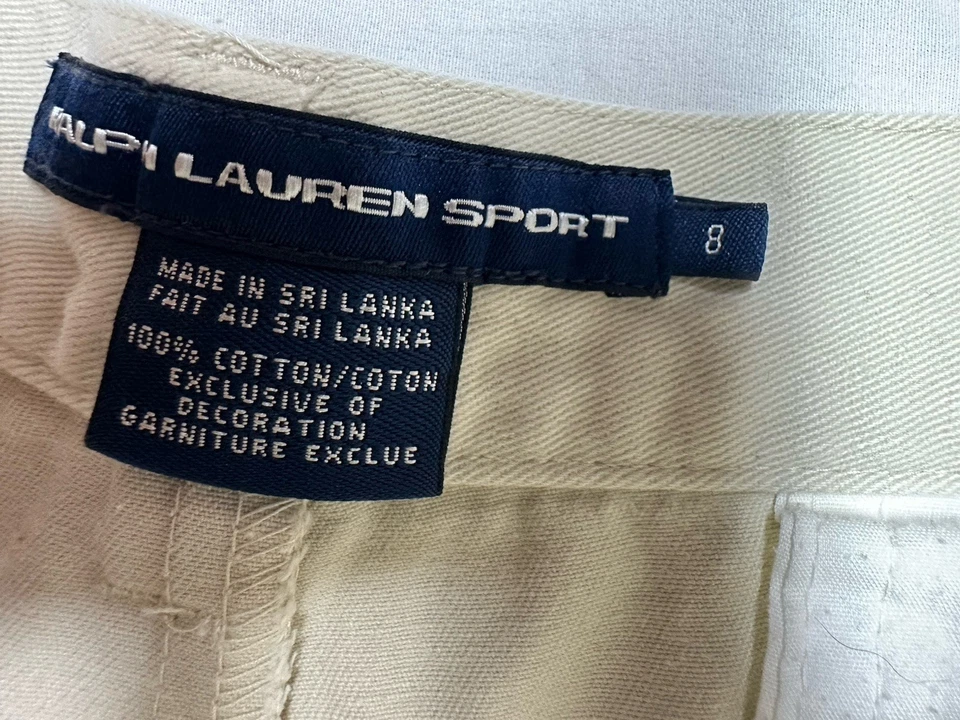 RALPH LAUREN SPORT
8
MADE IN SRI LANKA
FAIT AU SRI LANKA
100% COTTON/COTON
EXCLUSIVE OF
DECORATION
GARNITURE EXCLUE